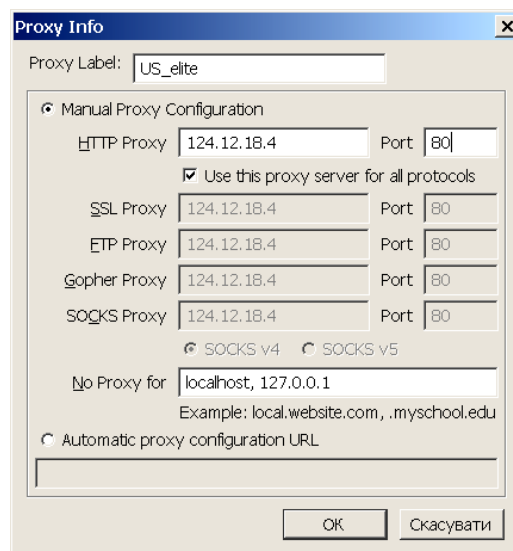 Proxy Info
Proxy Label: US_elite
Manual Proxy Configuration
HTTP Proxy 124.12.18.4 Port 80
Use this proxy server for all protocols
SSL Proxy 124.12.18.4 Port 80
FTP Proxy 124.12.18.4 Port 80
Gopher Proxy 124.12.18.4 Port 80
SOCKS Proxy 124.12.18.4 Port 80
SOCKS v4 SOCKS v5
No Proxy for localhost, 127.0.0.1
Example: local.website.com, .myschool.edu
Automatic proxy configuration URL
ОК Скасувати